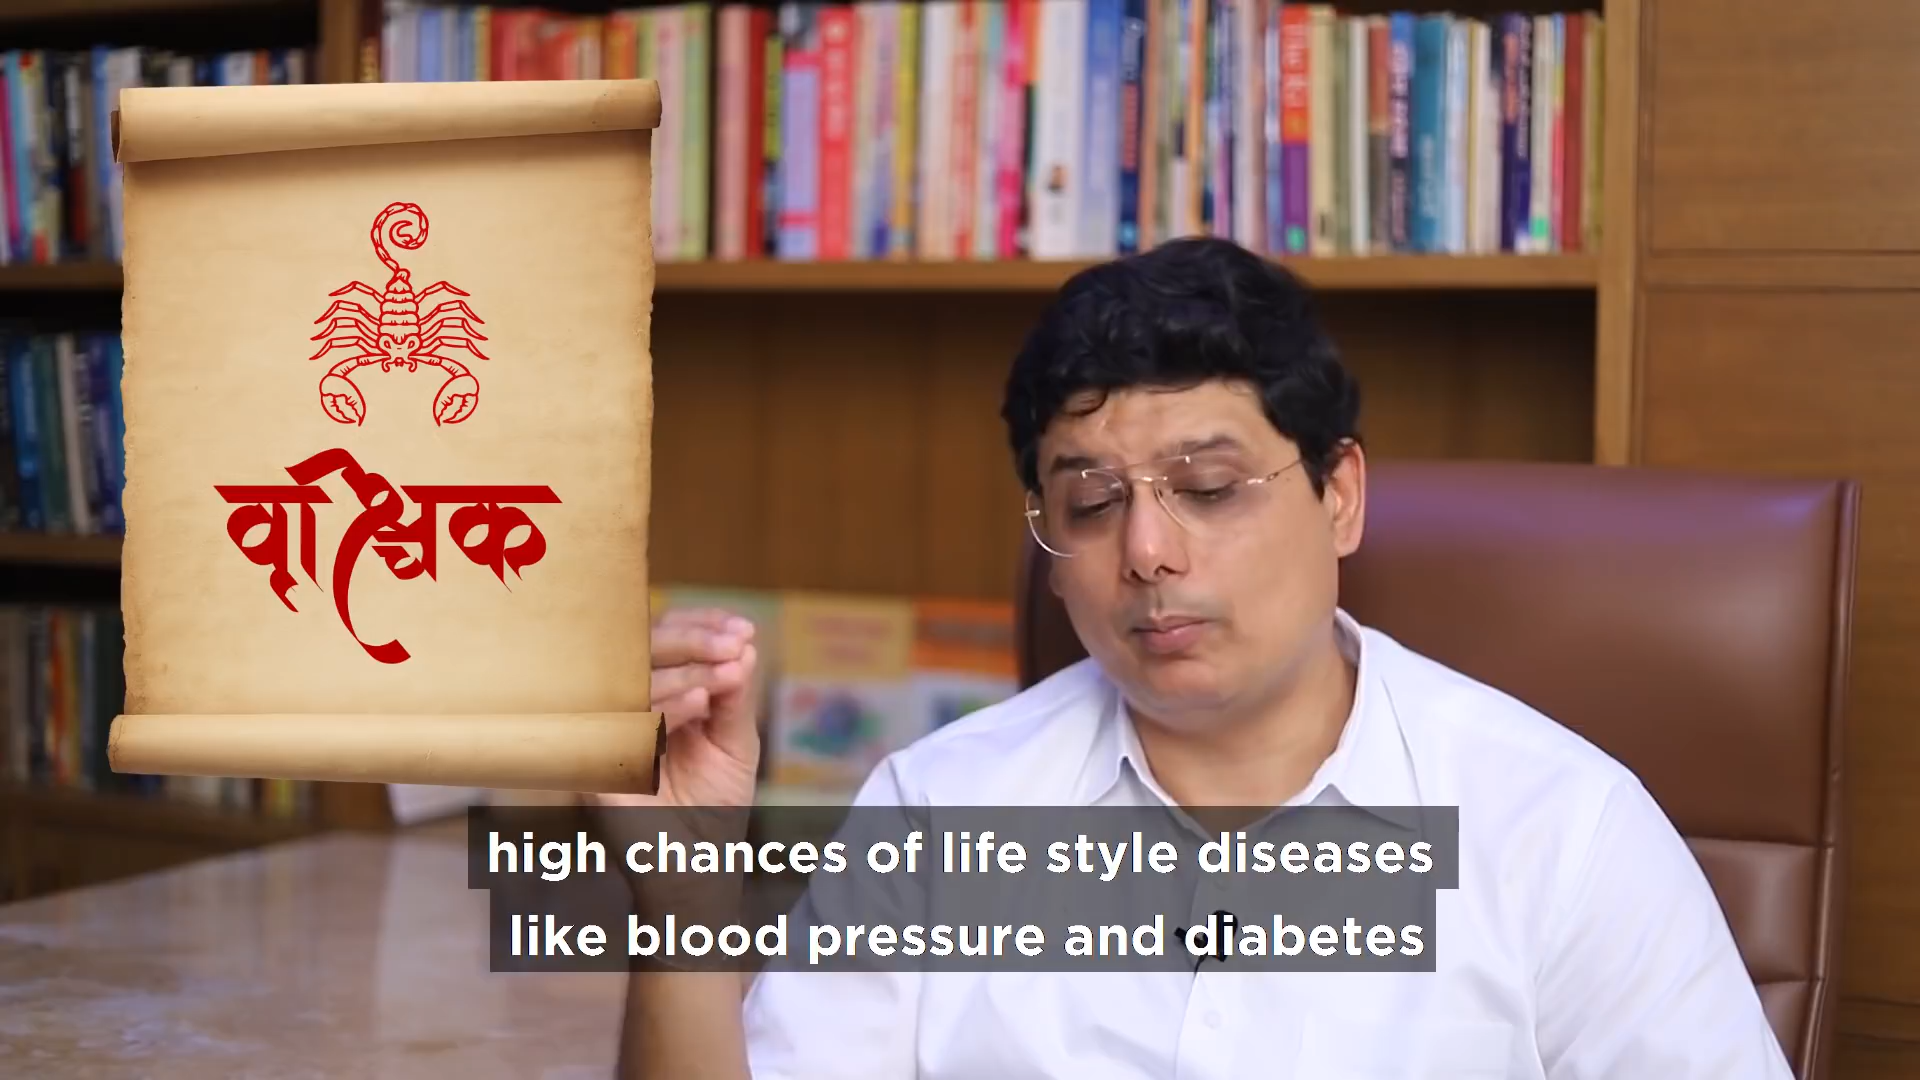 वृश्चिक
high chances of life style diseases
like blood pressure and diabetes